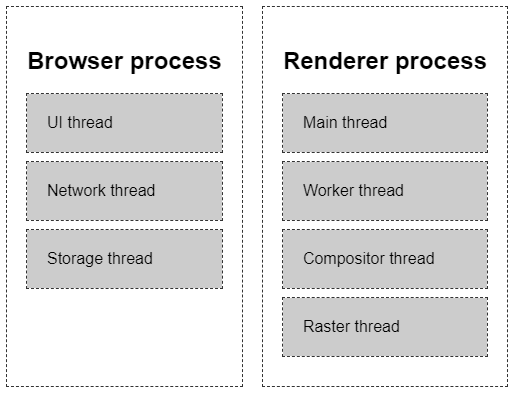 Browser process
UI thread
Network thread
Storage thread
Renderer process
Main thread
Worker thread
Compositor thread
Raster thread